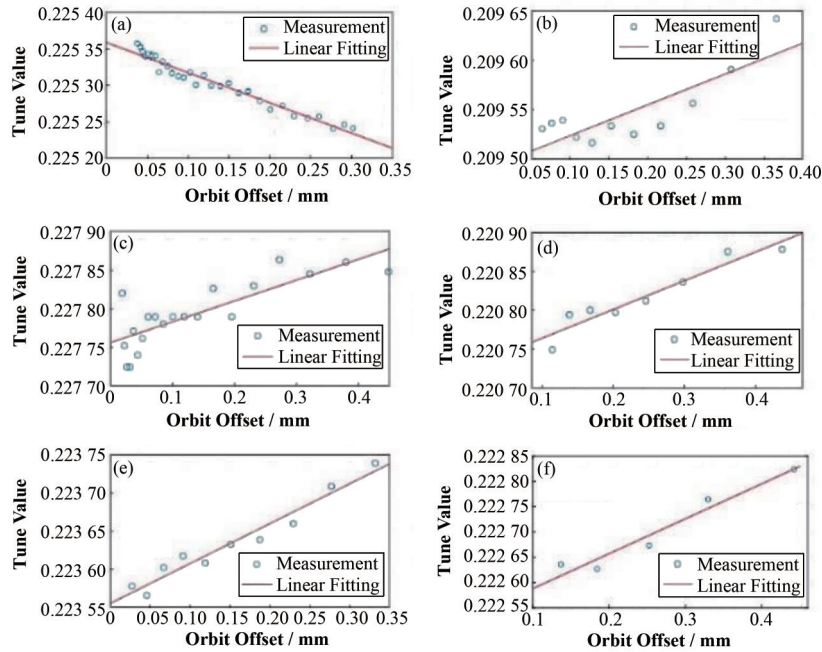 (a)
Measurement
Linear Fitting
Tune Value
0.225 40
0.225 40
0.225 30
0.225 20
0.225 20
0 0.05 0.10 0.15 0.20 0.25 0.30 0.35
Orbit Offset / mm
(b)
Measurement
Linear Fitting
Tune Value
0.209 65
0.209 60
0.209 55
0.209 50
0.05 0.10 0.15 0.20 0.25 0.30 0.35 0.40
Orbit Offset / mm
(c)
Measurement
Linear Fitting
Tune Value
0.227 90
0.227 85
0.227 80
0.227 75
0.227 70
0 0.1 0.2 0.3 0.4
Orbit Offset / mm
(d)
Measurement
Linear Fitting
Tune Value
0.220 90
0.220 85
0.220 80
0.220 75
0.220 70
0.1 0.2 0.3 0.4
Orbit Offset / mm
(e)
Measurement
Linear Fitting
Tune Value
0.223 75
0.223 70
0.223 65
0.223 60
0.223 55
0 0.05 0.10 0.15 0.20 0.25 0.30 0.35
Orbit Offset / mm
(f)
Measurement
Linear Fitting
Tune Value
0.222 85
0.222 80
0.222 70
0.222 65
0.222 60
0.222 55
0.1 0.2 0.3 0.4
Orbit Offset / mm